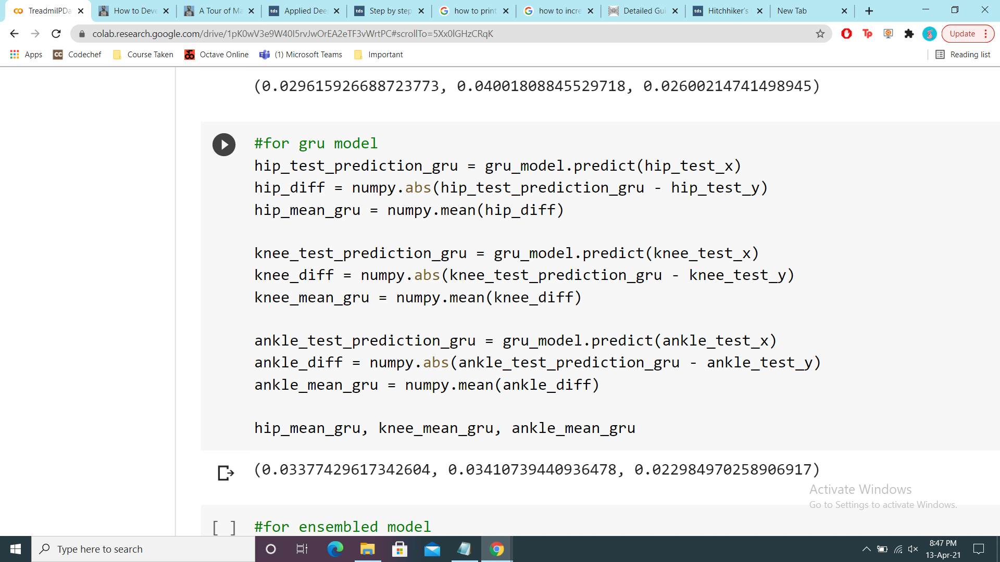 TreadmilPDa
How to Deve
A Tour of Ma
tds Applied Dee
tds Step by step
how to print
how to incre
Detailed Gui
tds Hitchhiker's
New Tab
colab.research.google.com/drive/1pK0wV3e9W40I5rvJwOrEA2eTF3vWrtPC#scrollTo=5Xx0lGHzCRqK
Tp
Update
Apps
CC Codechef
Course Taken
Octave Online
(1) Microsoft Teams
Important
Reading list
(0.029615926688723773, 0.04001808845529718, 0.02600214741498945)
#for gru model
hip_test_prediction_gru = gru_model.predict(hip_test_x)
hip_diff = numpy.abs(hip_test_prediction_gru - hip_test_y)
hip_mean_gru = numpy.mean(hip_diff)
knee_test_prediction_gru = gru_model.predict(knee_test_x)
knee_diff = numpy.abs(knee_test_prediction_gru - knee_test_y)
knee_mean_gru = numpy.mean(knee_diff)
ankle_test_prediction_gru = gru_model.predict(ankle_test_x)
ankle_diff = numpy.abs(ankle_test_prediction_gru - ankle_test_y)
ankle_mean_gru = numpy.mean(ankle_diff)
hip_mean_gru, knee_mean_gru, ankle_mean_gru
(0.03377429617342604, 0.03410739440936478, 0.022984970258906917)
Activate Windows
Go to Settings to activate Windows.
[ ] #for ensembled model
Type here to search
8:47 PM
13-Apr-21